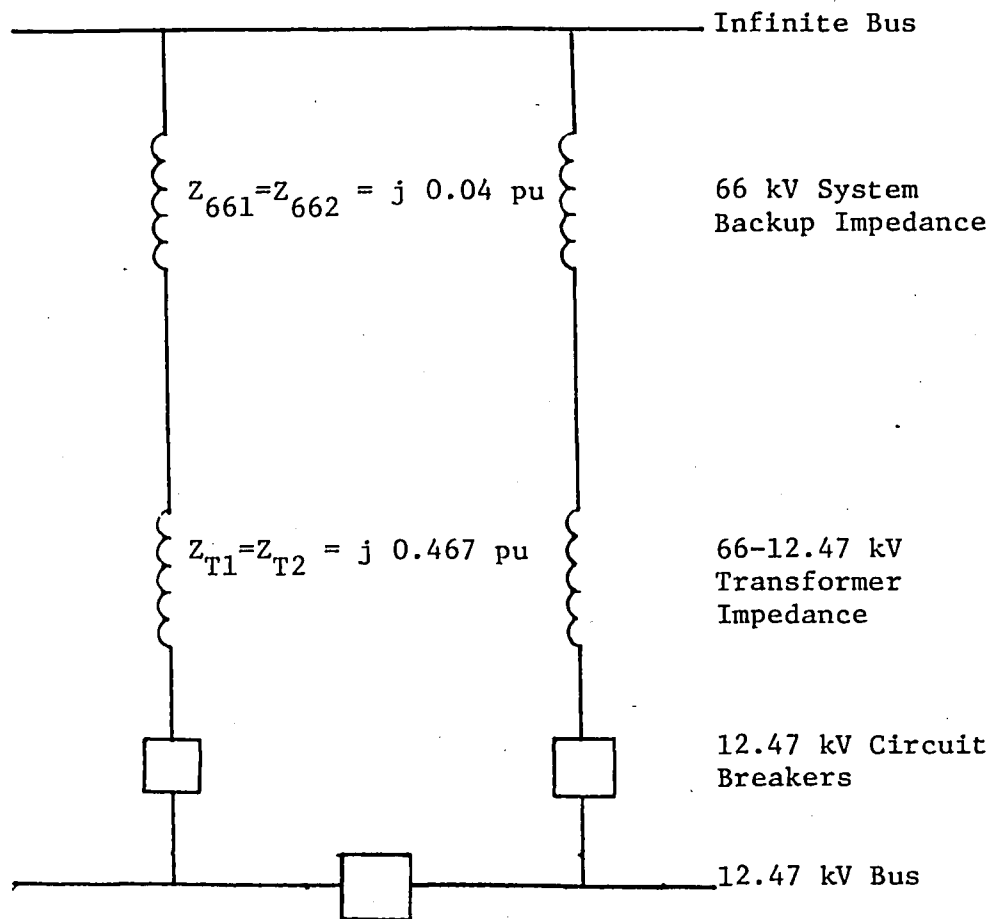 Infinite Bus
Z661=Z662 = j 0.04 pu
66 kV System
Backup Impedance
ZT1=ZT2 = j 0.467 pu
66-12.47 kV
Transformer
Impedance
12.47 kV Circuit
Breakers
12.47 kV Bus